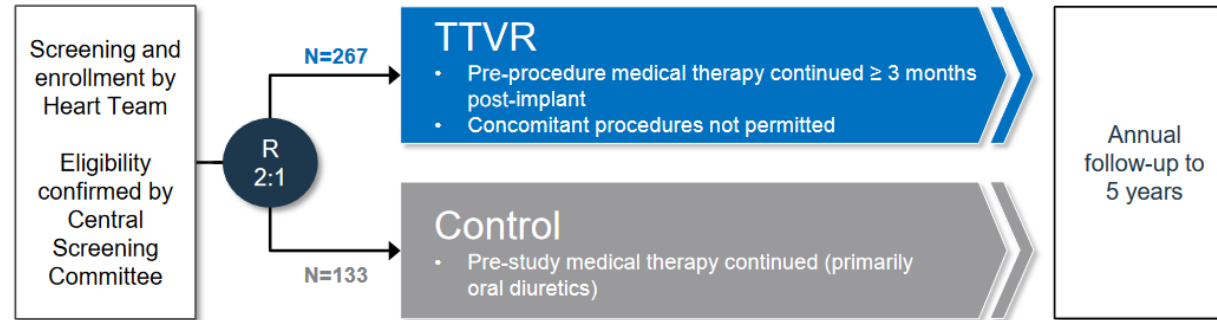 Screening and
enrollment by
Heart Team
Eligibility
confirmed by
Central
Screening
Committee
R
2:1
N=267
TTVR
• Pre-procedure medical therapy continued ≥ 3 months
post-implant
• Concomitant procedures not permitted
N=133
Control
• Pre-study medical therapy continued (primarily
oral diuretics)
Annual
follow-up to
5 years